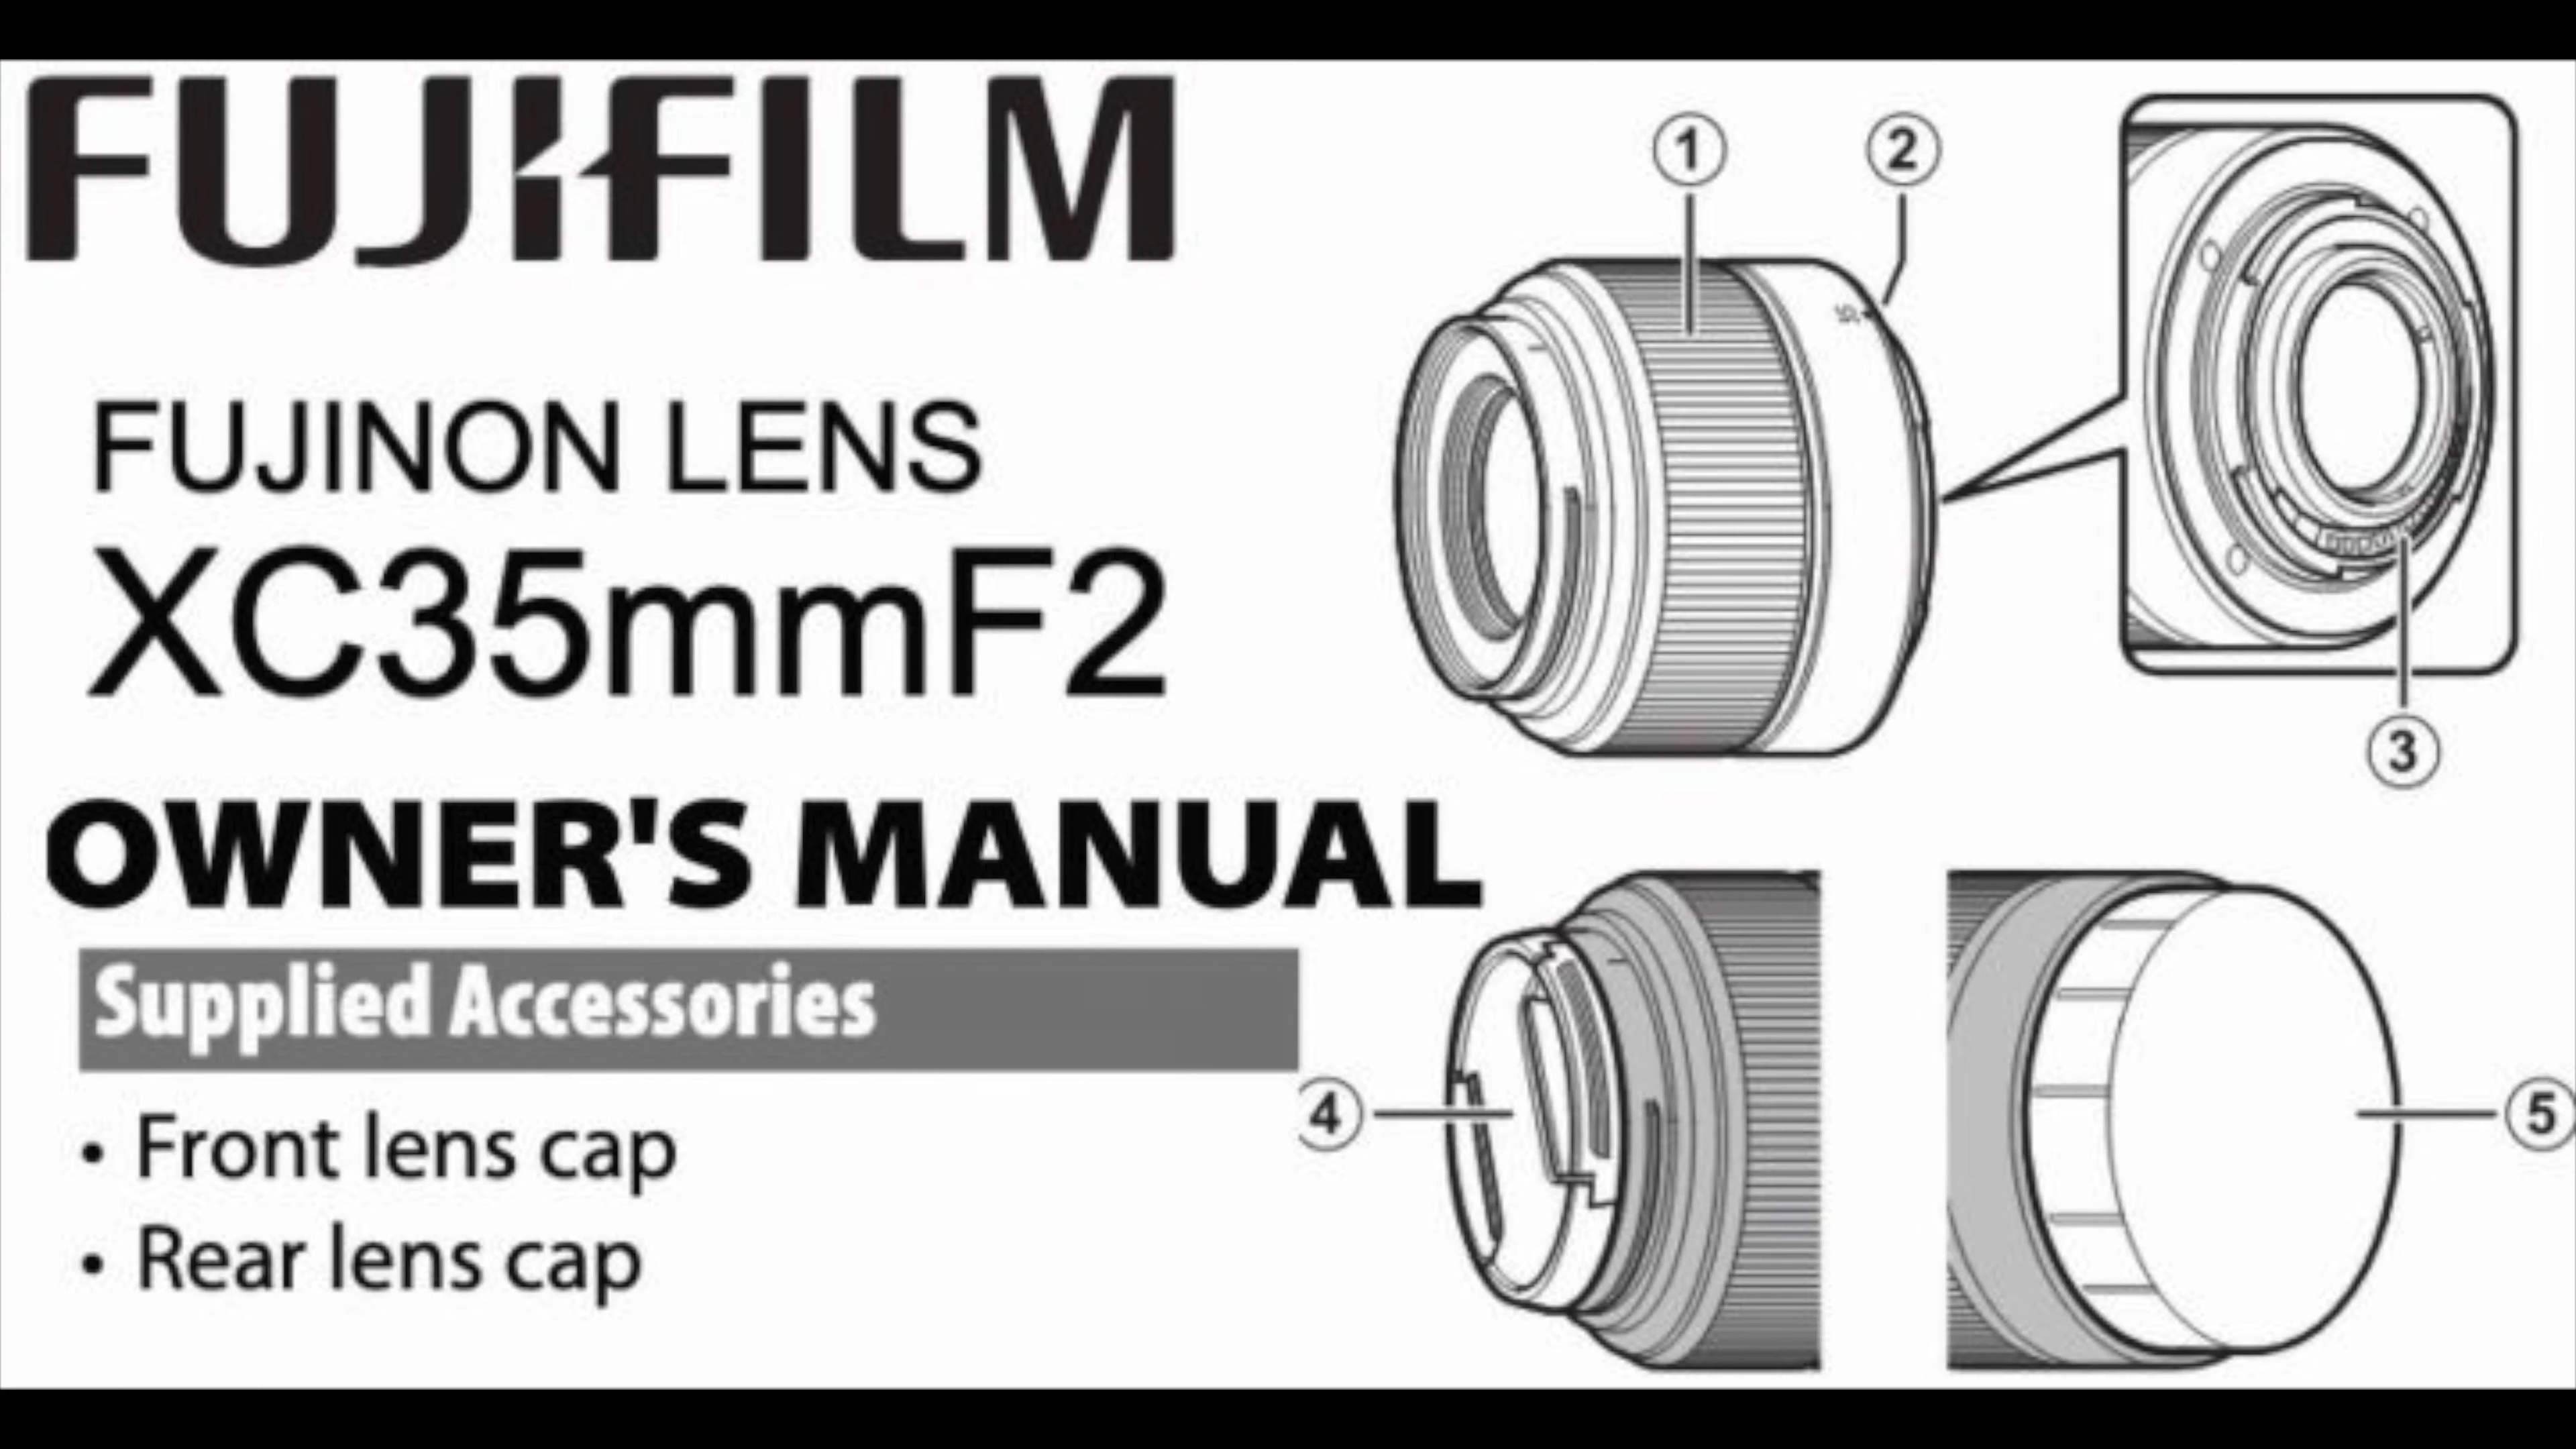 FUJIFILM
FUJINON LENS
XC35mmF2
OWNER'S MANUAL
Supplied Accessories
• Front lens cap
• Rear lens cap
1
2
35
3
4
5